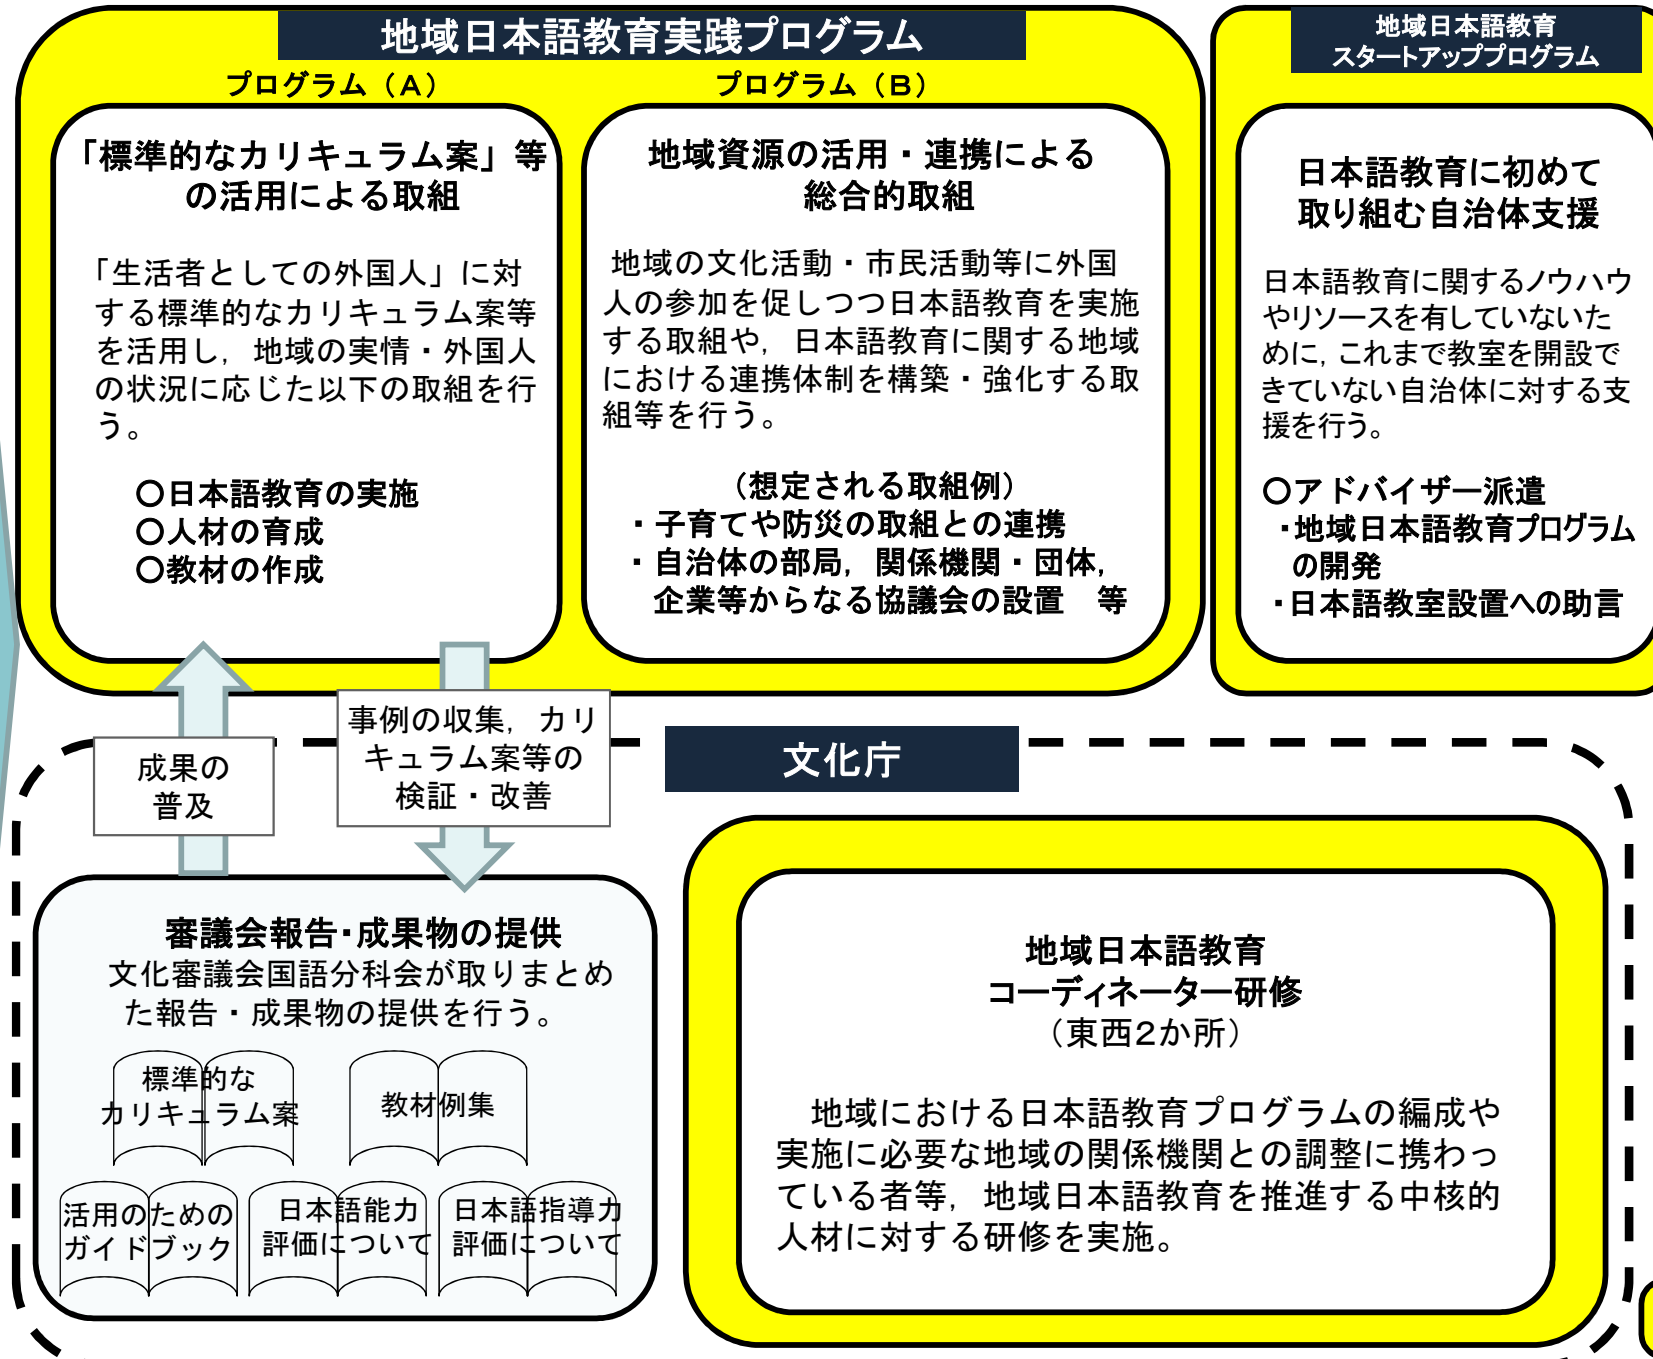 地域日本語教育実践プログラム
プログラム（Ａ）
「標準的なカリキュラム案」等
の活用による取組
「生活者としての外国人」に対
する標準的なカリキュラム案等
を活用し，地域の実情・外国人
の状況に応じた以下の取組を行
う。
○日本語教育の実施
○人材の育成
○教材の作成
プログラム（Ｂ）
地域資源の活用・連携による
総合的取組
地域の文化活動・市民活動等に外国
人の参加を促しつつ日本語教育を実施
する取組や，日本語教育に関する地域
における連携体制を構築・強化する取
組等を行う。
（想定される取組例）
・子育てや防災の取組との連携
・自治体の部局，関係機関・団体，
企業等からなる協議会の設置　等
地域日本語教育
スタートアッププログラム
日本語教育に初めて
取り組む自治体支援
日本語教育に関するノウハウ
やリソースを有していないた
めに，これまで教室を開設で
きていない自治体に対する支
援を行う。
○アドバイザー派遣
・地域日本語教育プログラム
の開発
・日本語教室設置への助言
成果の
普及
事例の収集，カリ
キュラム案等の
検証・改善
文化庁
審議会報告・成果物の提供
文化審議会国語分科会が取りまとめ
た報告・成果物の提供を行う。
標準的な
カリキュラム案
教材例集
活用のための
ガイドブック
日本語能力
評価について
日本語指導力
評価について
地域日本語教育
コーディネーター研修
（東西２か所）
地域における日本語教育プログラムの編成や
実施に必要な地域の関係機関との調整に携わっ
ている者等，地域日本語教育を推進する中核的
人材に対する研修を実施。